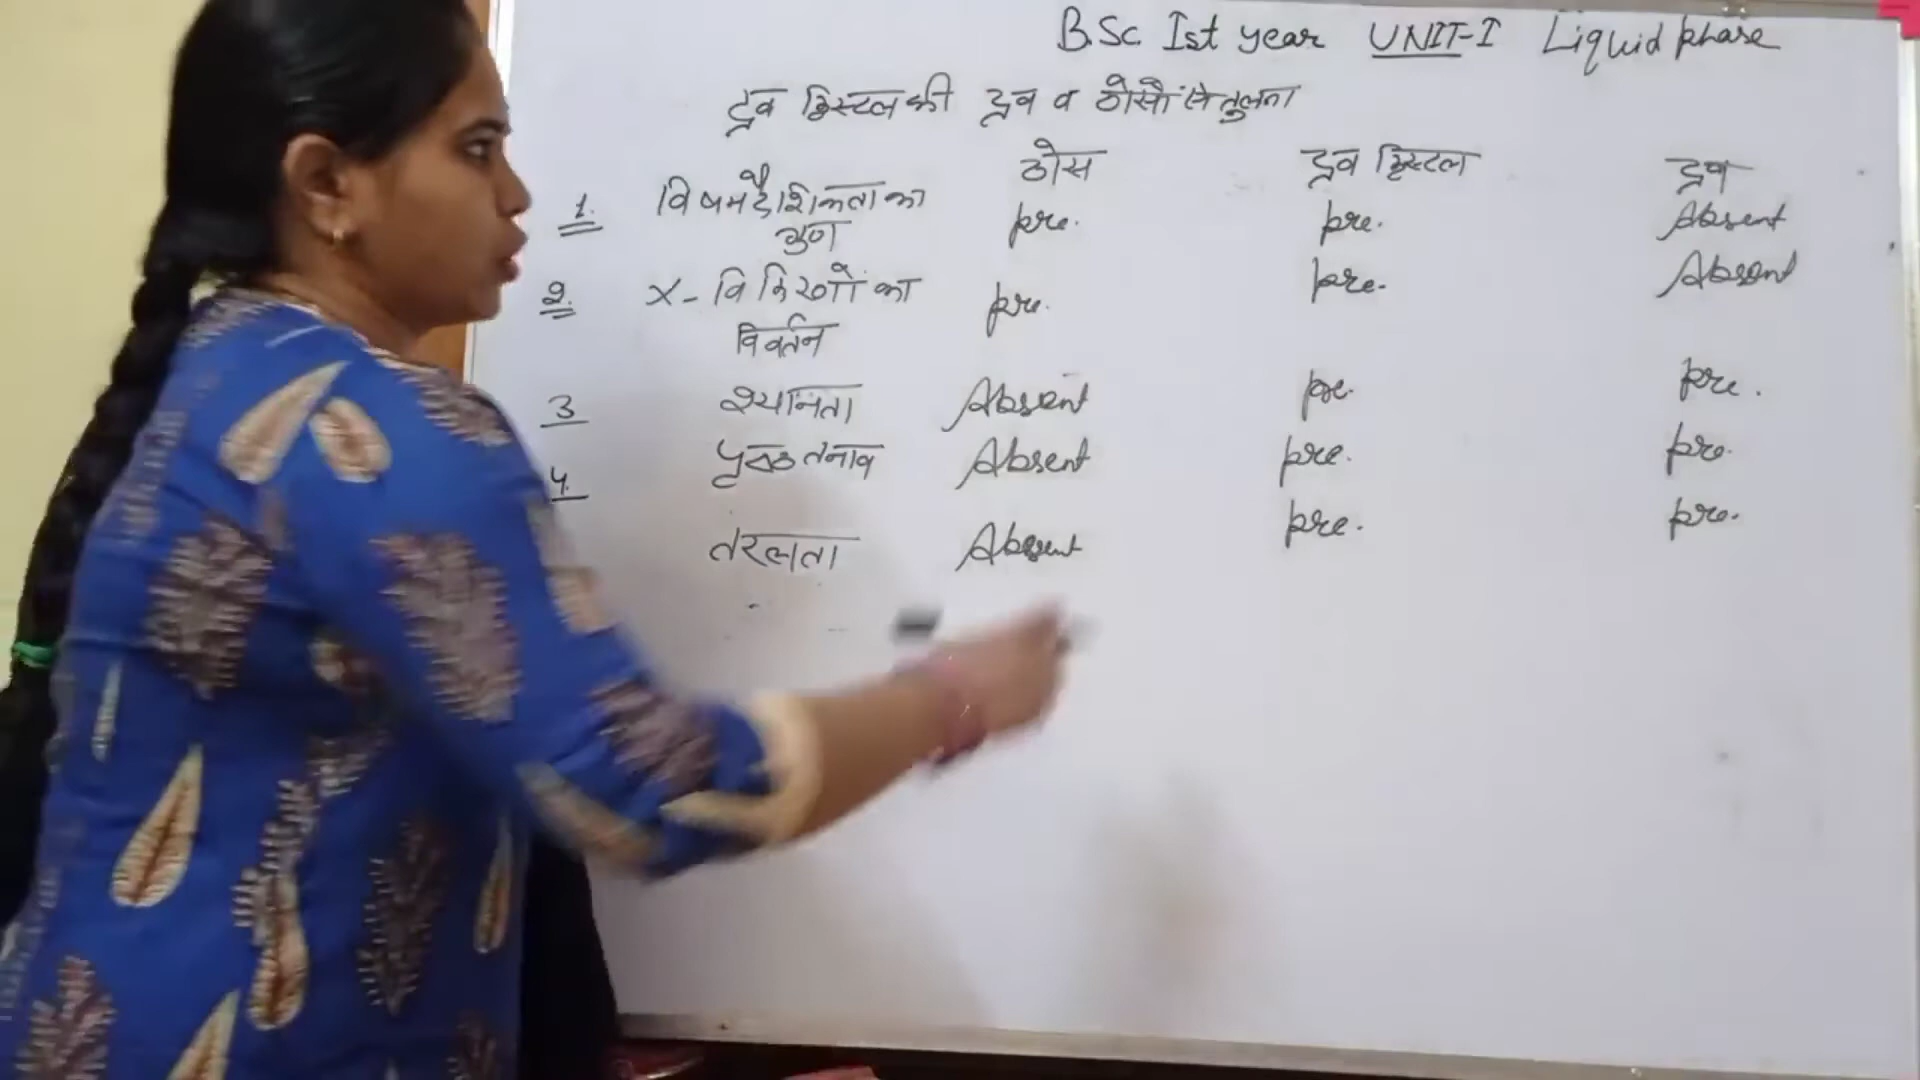 B.Sc. Ist year UNIT-I Liquid phase
द्रव क्रिस्टल की द्रव व ठोसों से तुलना
ठोस द्रव क्रिस्टल द्रव
1. विषमदैशिकता का pre. pre. Absent
गुण
2. X- विकिरणों का pre. pre. Absent
विवर्तन
3 श्यानता Absent pre. pre.
4. पृष्ठ तनाव Absent pre. pre.
तरलता Absent pre. pre.